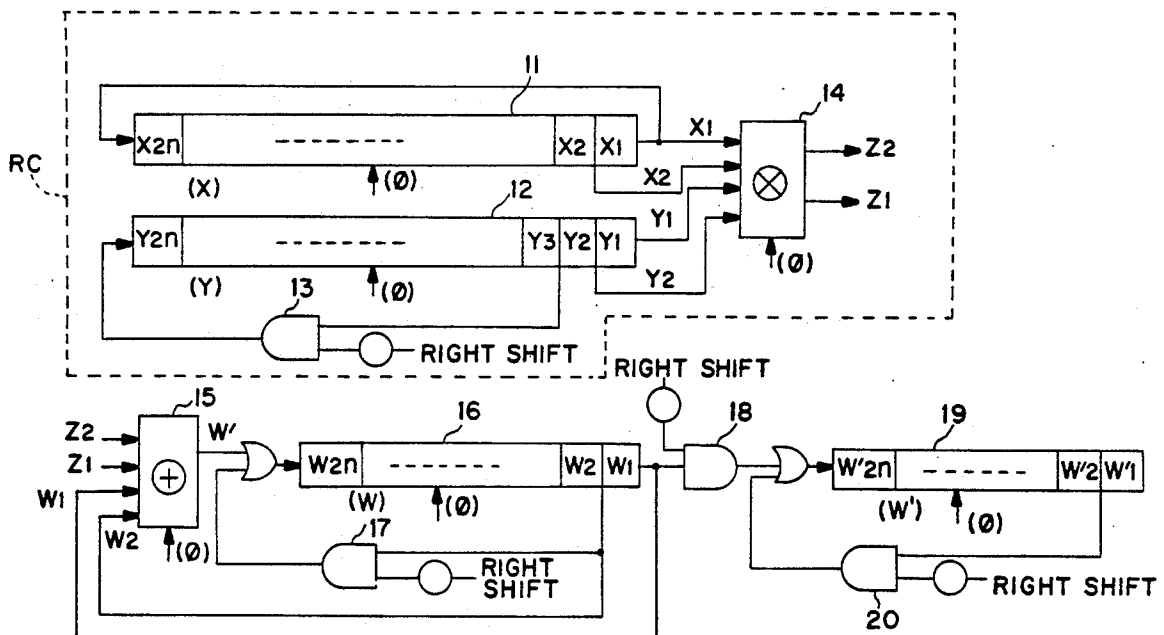 11
14
X2n
X2
X1
X1
Z2
RC
(X)
(Ø)
X2
12
Y1
Z1
Y2n
Y3
Y2
Y1
(Ø)
(Y)
(Ø)
Y2
13
RIGHT SHIFT
RIGHT SHIFT
15
16
18
19
Z2
W'
W2n
W2
W1
W'2n
W'2
W'1
Z1
(W)
(Ø)
(W')
(Ø)
W1
17
W2
(Ø)
RIGHT
SHIFT
RIGHT SHIFT
20